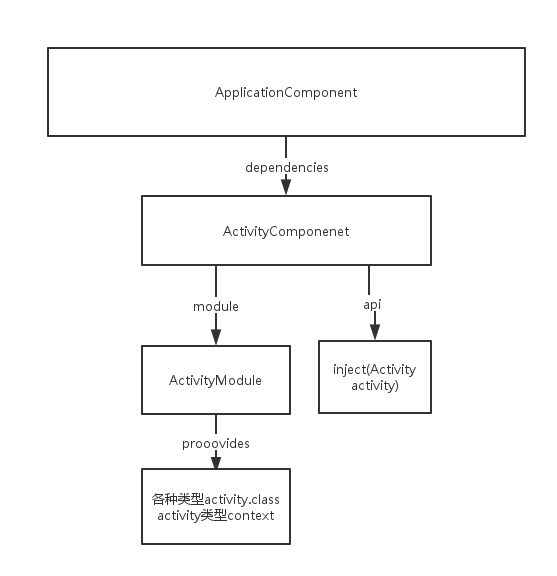 ApplicationComponent
dependencies
ActivityComponenet
module
api
ActivityModule
inject(Activity
activity)
prooovides
各种类型activity.class
activity类型context